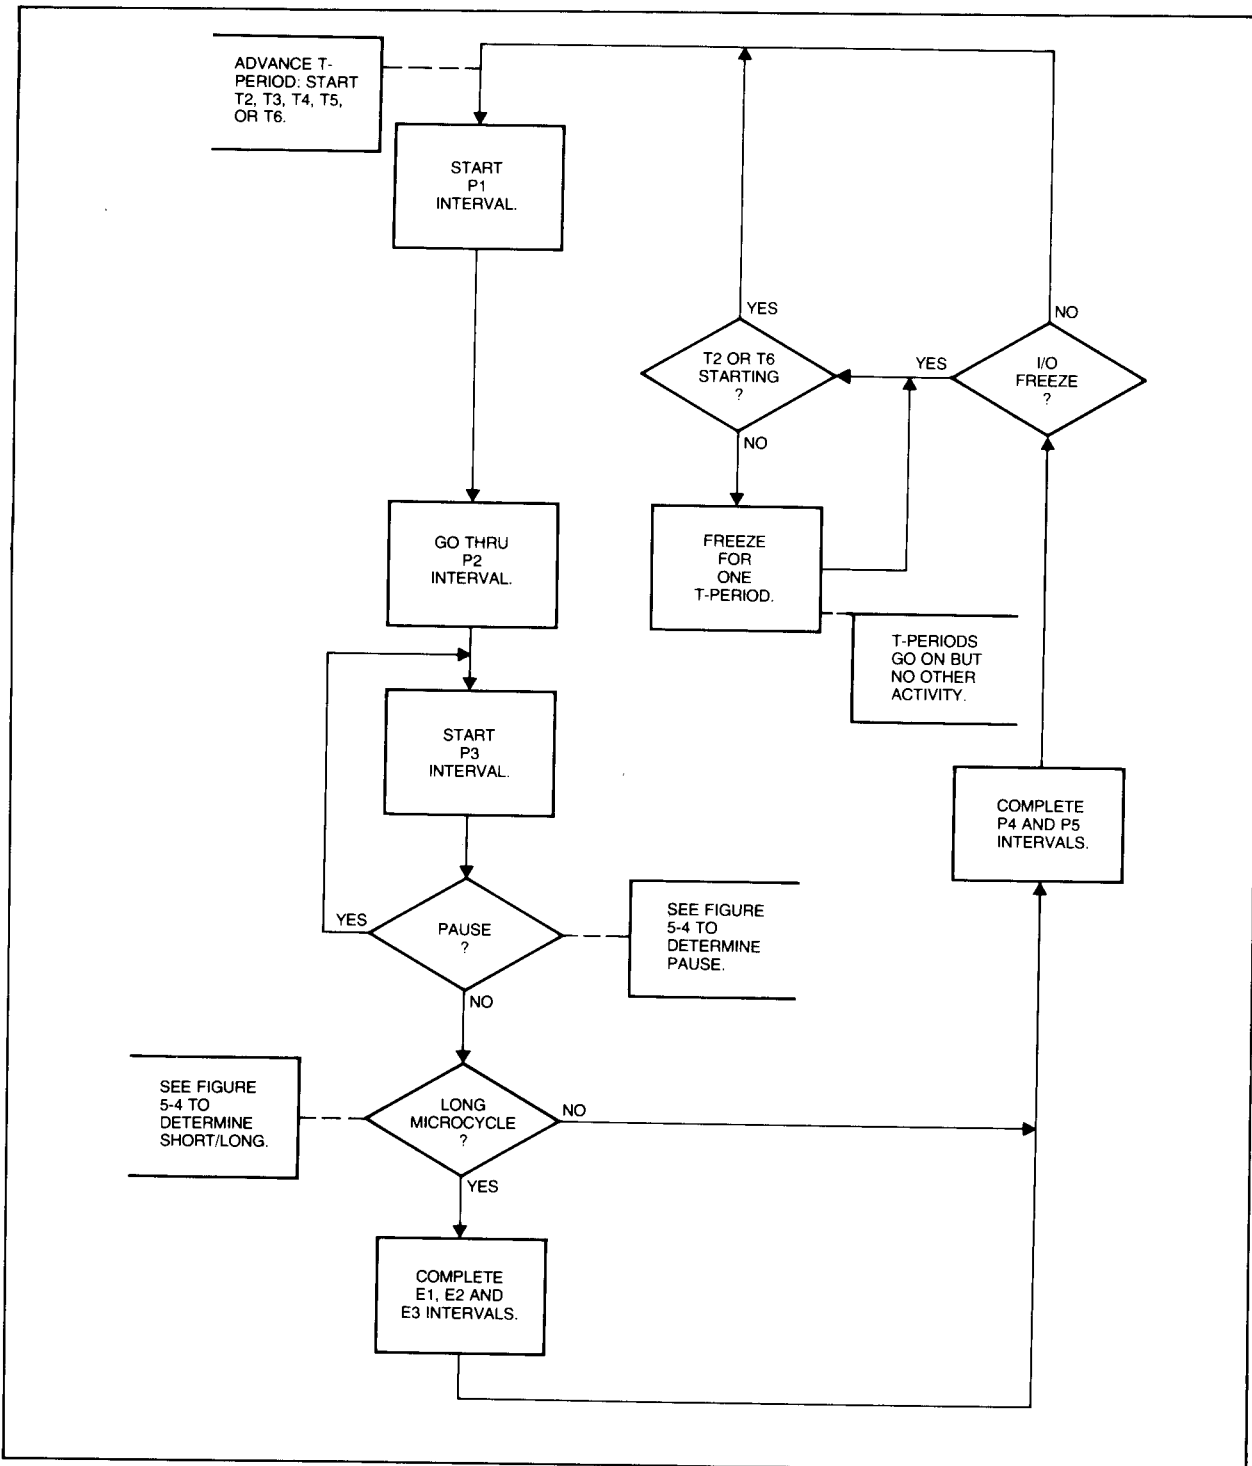 ADVANCE T-
PERIOD: START
T2, T3, T4, T5,
OR T6.
START
P1
INTERVAL.
YES
NO
T2 OR T6
STARTING
?
YES
I/O
FREEZE
?
NO
GO THRU
P2
INTERVAL.
FREEZE
FOR
ONE
T-PERIOD.
T-PERIODS
GO ON BUT
NO OTHER
ACTIVITY.
START
P3
INTERVAL.
COMPLETE
P4 AND P5
INTERVALS.
YES
PAUSE
?
SEE FIGURE
5-4 TO
DETERMINE
PAUSE.
NO
SEE FIGURE
5-4 TO
DETERMINE
SHORT/LONG.
LONG
MICROCYCLE
?
NO
YES
COMPLETE
E1, E2 AND
E3 INTERVALS.